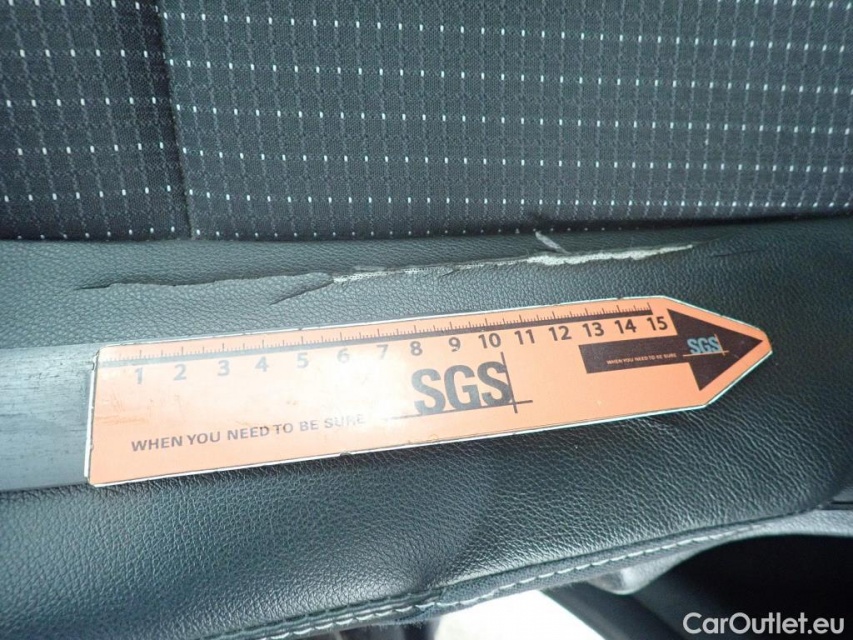 1 2 3 4 5 6 7 8 9 10 11 12 13 14 15
WHEN YOU NEED TO BE SURE
SGS
WHEN YOU NEED TO BE SURE
SGS
CarOutlet.eu